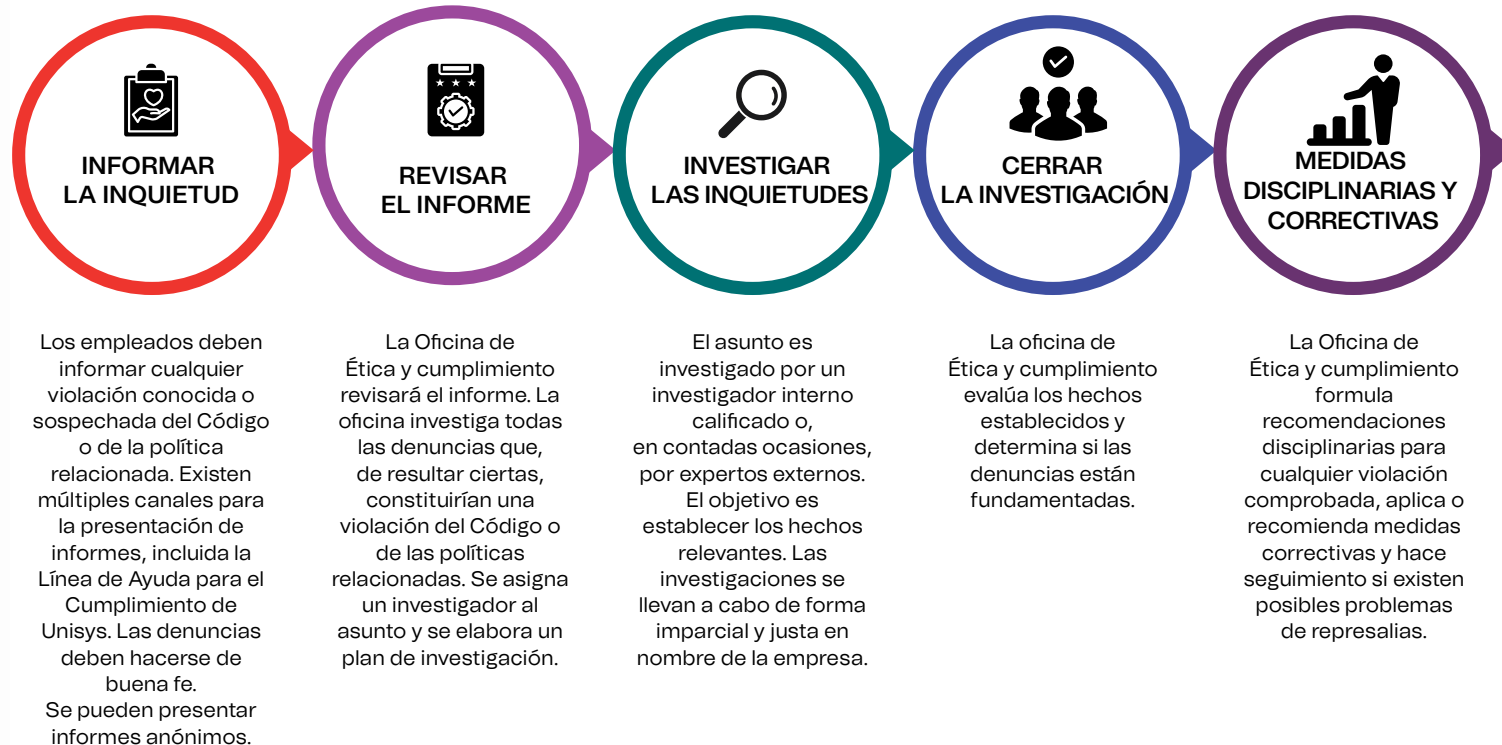 INFORMAR
LA INQUIETUD
Los empleados deben
informar cualquier
violación conocida o
sospechada del Código
o de la política
relacionada. Existen
múltiples canales para
la presentación de
informes, incluida la
Línea de Ayuda para el
Cumplimiento de
Unisys. Las denuncias
deben hacerse de
buena fe.
Se pueden presentar
informes anónimos.
REVISAR
EL INFORME
La Oficina de
Ética y cumplimiento
revisará el informe. La
oficina investiga todas
las denuncias que,
de resultar ciertas,
constituirían una
violación del Código o
de las políticas
relacionadas. Se asigna
un investigador al
asunto y se elabora un
plan de investigación.
INVESTIGAR
LAS INQUIETUDES
El asunto es
investigado por un
investigador interno
calificado o,
en contadas ocasiones,
por expertos externos.
El objetivo es
establecer los hechos
relevantes. Las
investigaciones se
llevan a cabo de forma
imparcial y justa en
nombre de la empresa.
CERRAR
LA INVESTIGACIÓN
La oficina de
Ética y cumplimiento
evalúa los hechos
establecidos y
determina si las
denuncias están
fundamentadas.
MEDIDAS
DISCIPLINARIAS Y
CORRECTIVAS
La Oficina de
Ética y cumplimiento
formula
recomendaciones
disciplinarias para
cualquier violación
comprobada, aplica o
recomienda medidas
correctivas y hace
seguimiento si existen
posibles problemas
de represalias.